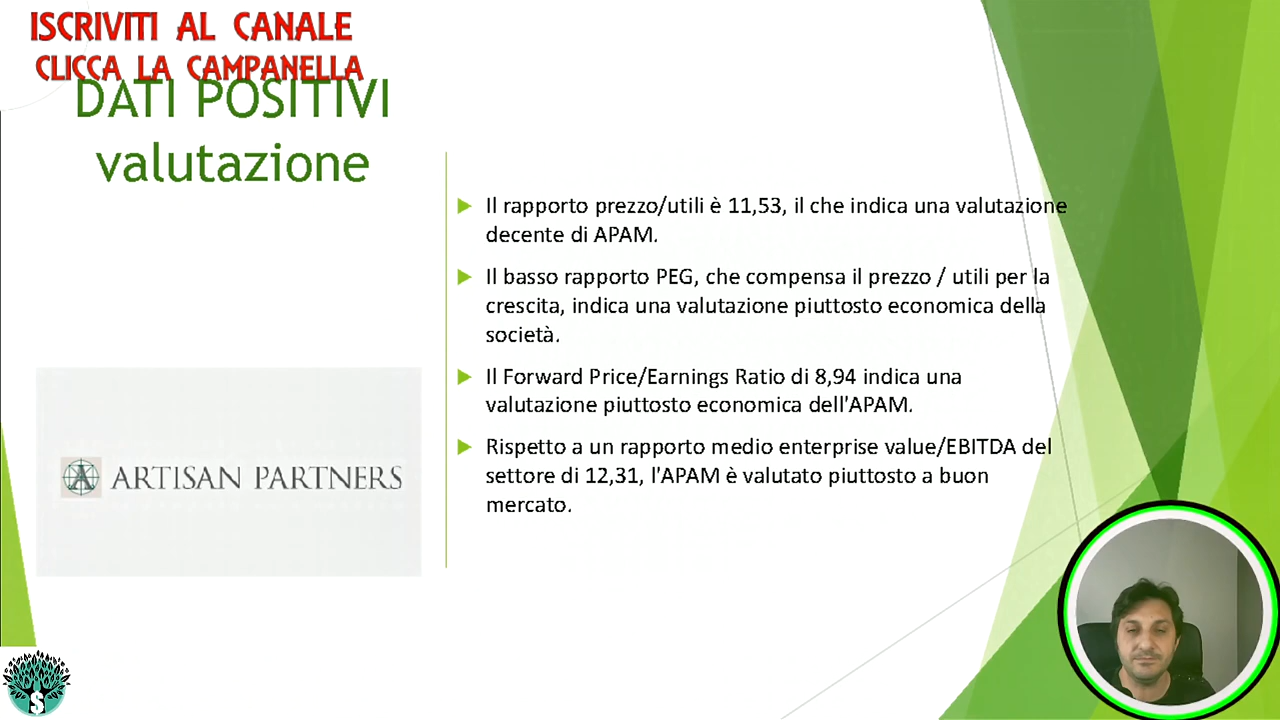 ISCRIVITI AL CANALE
CLICCA LA CAMPANELLA
DATI POSITIVI
valutazione
Il rapporto prezzo/utili è 11,53, il che indica una valutazione
decente di APAM.
Il basso rapporto PEG, che compensa il prezzo / utili per la
crescita, indica una valutazione piuttosto economica della
società.
Il Forward Price/Earnings Ratio di 8,94 indica una
valutazione piuttosto economica dell'APAM.
Rispetto a un rapporto medio enterprise value/EBITDA del
settore di 12,31, l'APAM è valutato piuttosto a buon
mercato.
A ARTISAN PARTNERS
$